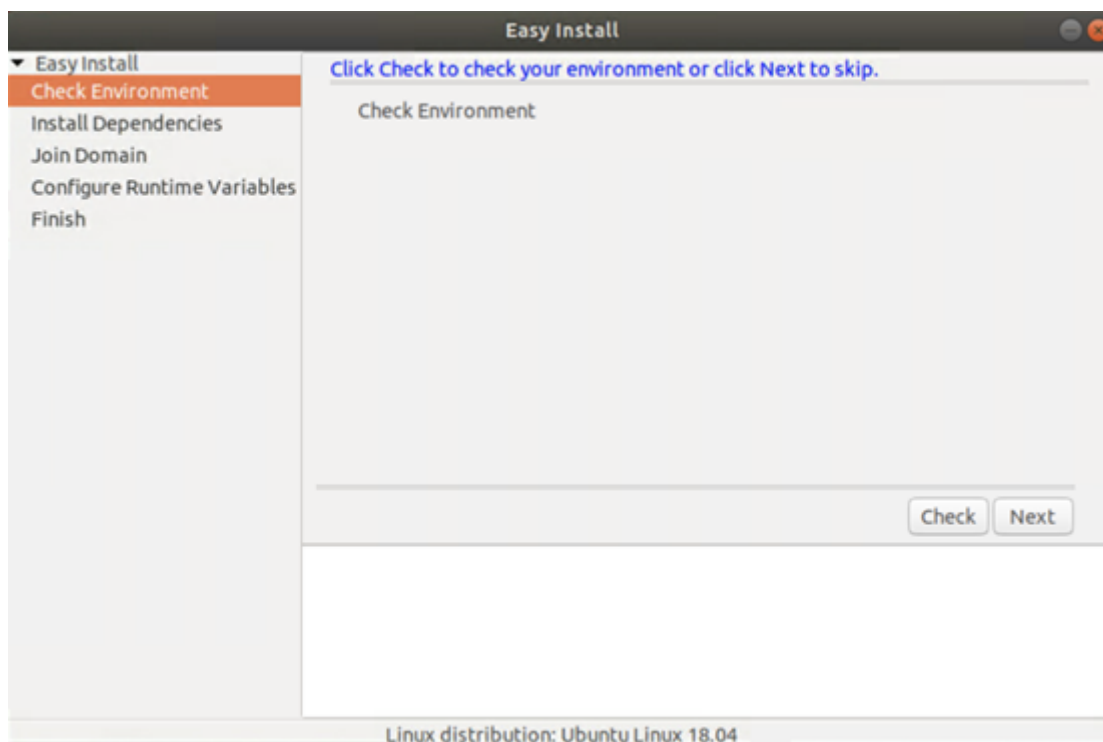 Easy Install
Easy Install
Check Environment
Install Dependencies
Join Domain
Configure Runtime Variables
Finish
Click Check to check your environment or click Next to skip.
Check Environment
Check Next
Linux distribution: Ubuntu Linux 18.04